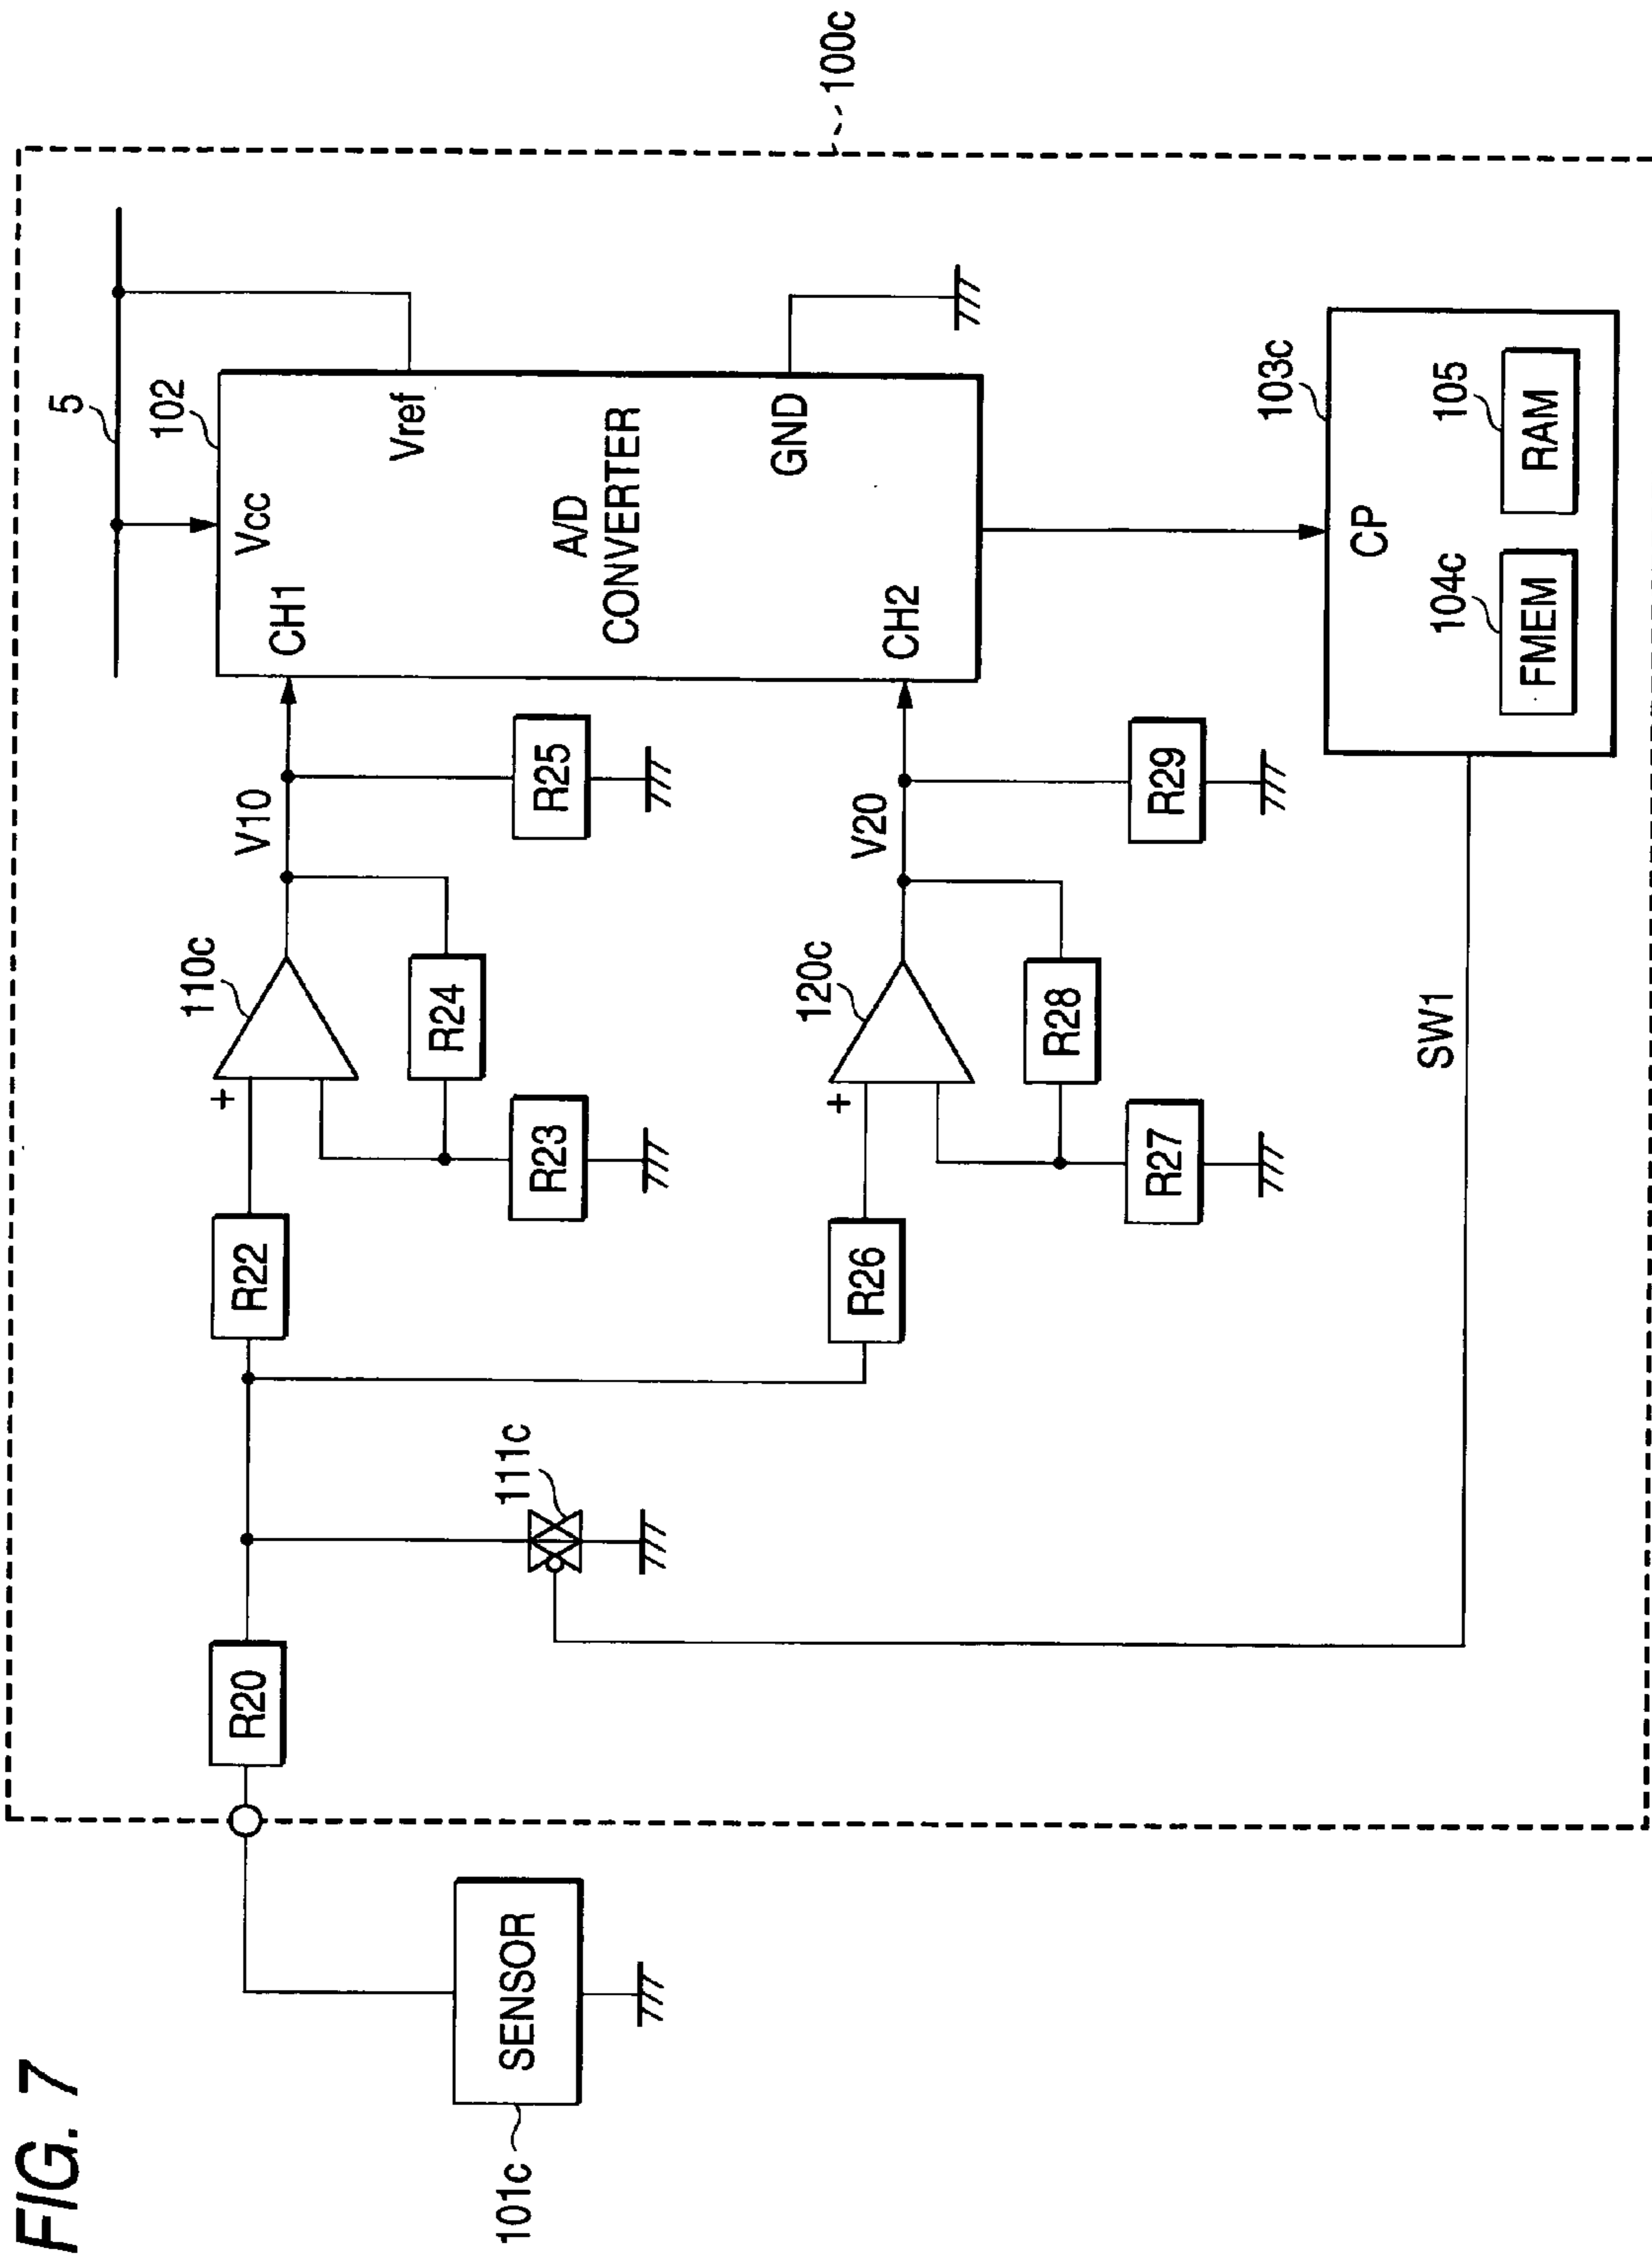 FIG. 7
100c
5
102
Vcc
Vref
CH1
A/D
CONVERTER
GND
CH2
V10
110c
+
R20
R22
R23
R24
R25
111c
V20
120c
+
R26
R27
R28
R29
SENSOR
101c
SW1
103c
CP
104c
FMEM
105
RAM